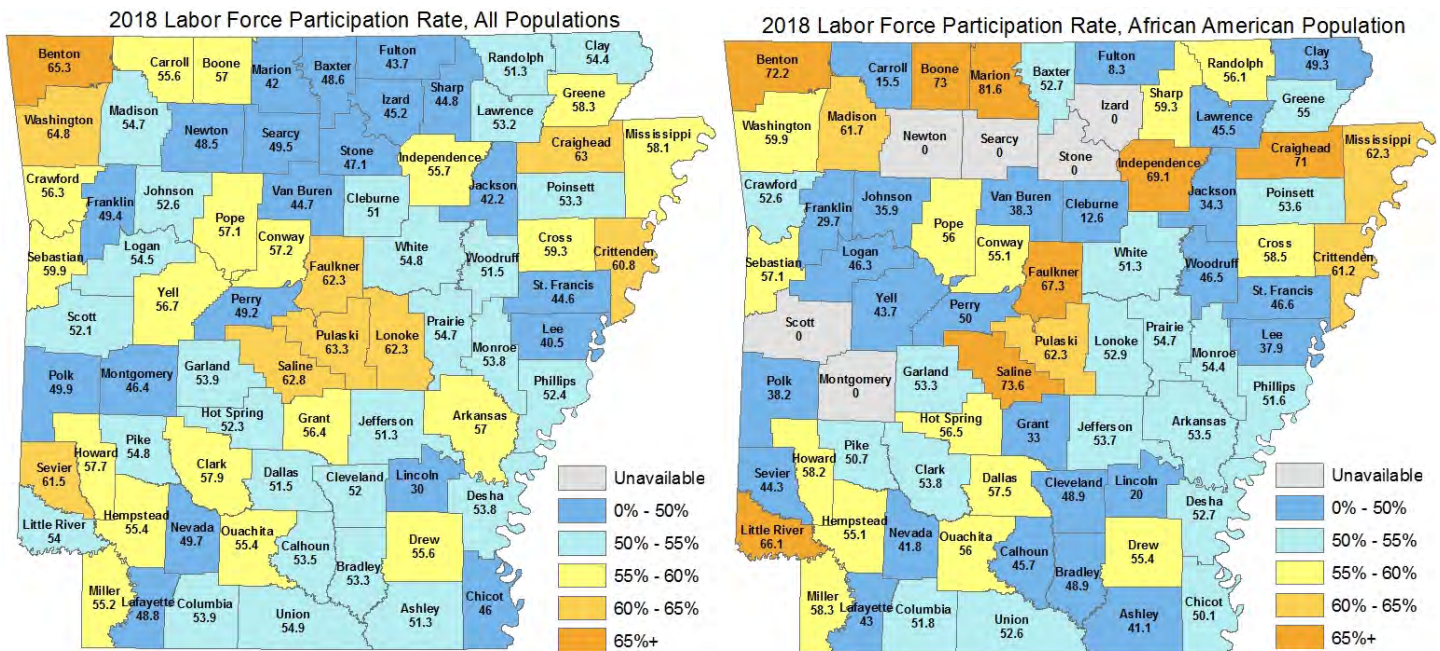 2018 Labor Force Participation Rate, All Populations
Benton
65.3
Carroll
55.6
Boone
57
Marion
42
Baxter
48.6
Fulton
43.7
Randolph
51.3
Clay
54.4
Washington
64.8
Madison
54.7
Newton
48.5
Searcy
49.5
Izard
45.2
Sharp
44.8
Lawrence
53.2
Greene
58.3
Stone
47.1
Independence
55.7
Craighead
63
Mississippi
58.1
Crawford
56.3
Franklin
49.4
Johnson
52.6
Pope
57.1
Van Buren
44.7
Cleburne
51
Jackson
42.2
Poinsett
53.3
Logan
54.5
Conway
57.2
White
54.8
Woodruff
51.5
Cross
59.3
Crittenden
60.8
Sebastian
59.9
Yell
56.7
Faulkner
62.3
St. Francis
44.6
Scott
52.1
Perry
49.2
Pulaski
63.3
Lonoke
62.3
Prairie
54.7
Monroe
53.8
Lee
40.5
Polk
49.9
Montgomery
46.4
Garland
53.9
Saline
62.8
Phillips
52.4
Hot Spring
52.3
Grant
56.4
Jefferson
51.3
Arkansas
57
Sevier
61.5
Howard
57.7
Pike
54.8
Clark
57.9
Dallas
51.5
Cleveland
52
Lincoln
30
Desha
53.8
Little River
54
Hempstead
55.4
Nevada
49.7
Ouachita
55.4
Calhoun
53.5
Bradley
53.3
Drew
55.6
Miller
55.2
Lafayette
48.8
Columbia
53.9
Union
54.9
Ashley
51.3
Chicot
46
Unavailable
0% - 50%
50% - 55%
55% - 60%
60% - 65%
65%+
2018 Labor Force Participation Rate, African American Population
Benton
72.2
Carroll
15.5
Boone
73
Marion
81.6
Baxter
52.7
Fulton
8.3
Randolph
56.1
Clay
49.3
Washington
59.9
Madison
61.7
Newton
0
Searcy
0
Stone
0
Izard
0
Sharp
59.3
Lawrence
45.5
Greene
55
Independence
69.1
Craighead
71
Mississippi
62.3
Crawford
52.6
Franklin
29.7
Johnson
35.9
Pope
56
Van Buren
38.3
Cleburne
12.6
Jackson
34.3
Poinsett
53.6
Sebastian
57.1
Logan
46.3
Conway
55.1
White
51.3
Woodruff
46.5
Cross
58.5
Crittenden
61.2
Yell
43.7
Perry
50
Faulkner
67.3
St. Francis
46.6
Scott
0
Pulaski
62.3
Lonoke
52.9
Prairie
54.7
Monroe
54.4
Lee
37.9
Polk
38.2
Montgomery
0
Garland
53.3
Saline
73.6
Phillips
51.6
Hot Spring
56.5
Grant
33
Jefferson
53.7
Arkansas
53.5
Sevier
44.3
Howard
58.2
Pike
50.7
Clark
53.8
Dallas
57.5
Cleveland
48.9
Lincoln
20
Desha
52.7
Little River
66.1
Hempstead
55.1
Nevada
41.8
Ouachita
56
Calhoun
45.7
Bradley
48.9
Drew
55.4
Miller
58.3
Lafayette
43
Columbia
51.8
Union
52.6
Ashley
41.1
Chicot
50.1
Unavailable
0% - 50%
50% - 55%
55% - 60%
60% - 65%
65%+